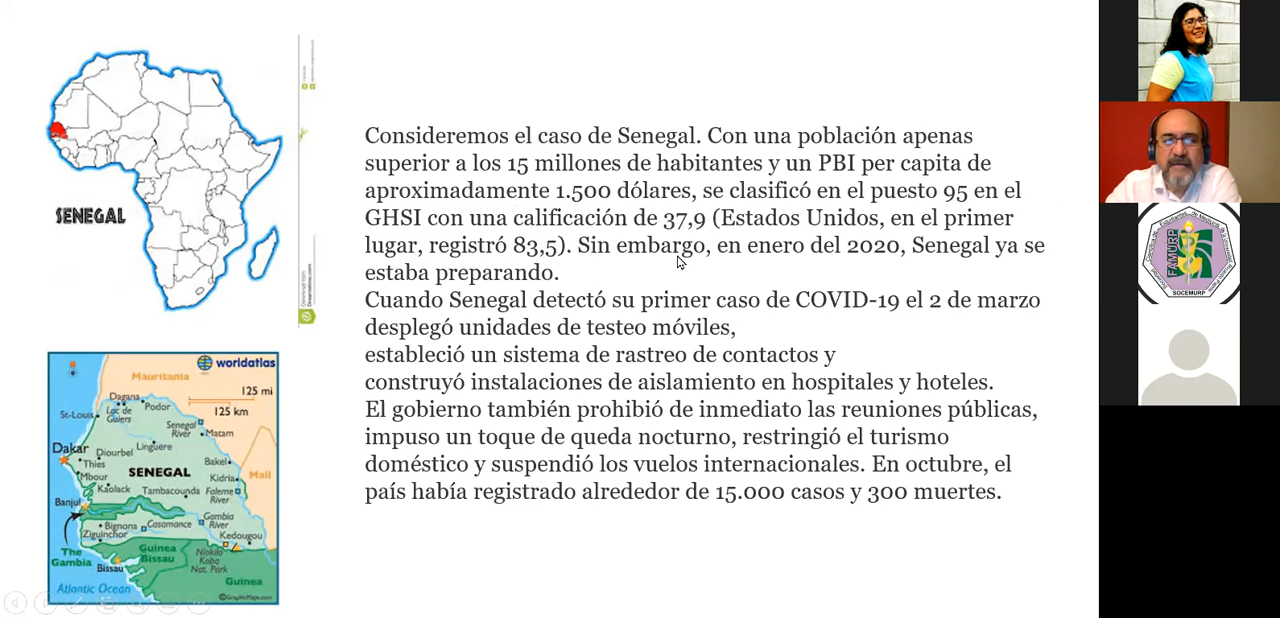 SENEGAL
Consideremos el caso de Senegal. Con una población apenas
superior a los 15 millones de habitantes y un PBI per capita de
aproximadamente 1.500 dólares, se clasificó en el puesto 95 en el
GHSI con una calificación de 37,9 (Estados Unidos, en el primer
lugar, registró 83,5). Sin embargo, en enero del 2020, Senegal ya se
estaba preparando.
Cuando Senegal detectó su primer caso de COVID-19 el 2 de marzo
desplegó unidades de testeo móviles,
estableció un sistema de rastreo de contactos y
construyó instalaciones de aislamiento en hospitales y hoteles.
El gobierno también prohibió de inmediato las reuniones públicas,
impuso un toque de queda nocturno, restringió el turismo
doméstico y suspendió los vuelos internacionales. En octubre, el
país había registrado alrededor de 15.000 casos y 300 muertes.
worldatlas
Mauritania
125 mi
125 km
Dagana
Podor
St-Louis
Lac de
Guiers
Senegal
River
Matam
Linguere
Dakar
Diourbel
Thies
Mbour
SENEGAL
Bakel
Mali
Kidria
Kaolack
Tambacounda
Faleme
River
Banjul
Gambia
River
Bignona
Casamance
Ziguinchor
Kedougou
The
Gambia
Guinea
Bissau
Niokilo
Koba
Nat. Park
Bissau
Guinea
Atlantic Ocean
©GraphicMaps.com
FAMURP
SOCEMURP